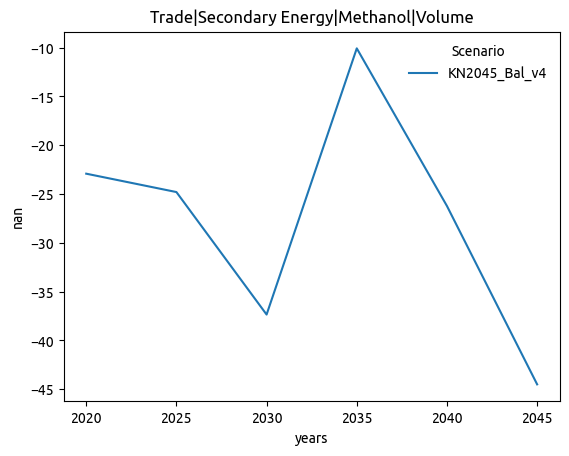 Trade|Secondary Energy|Methanol|Volume
Scenario
KN2045_Bal_v4
−10
−15
−20
−25
−30
−35
−40
−45
nan
2020 2025 2030 2035 2040 2045
years